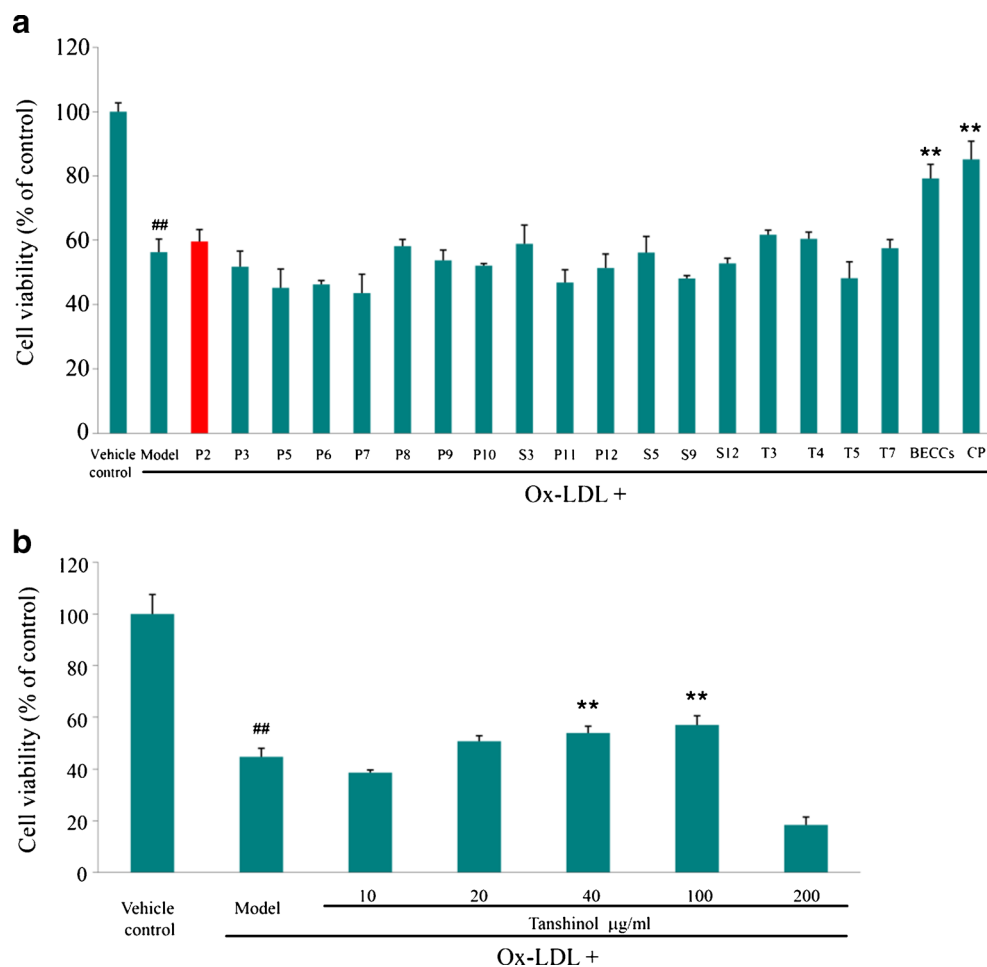 a
Cell viability (% of control)
120
100
80
60
40
20
0
##
**
**
Vehicle control
Model
P2
P3
P5
P6
P7
P8
P9
P10
S3
P11
P12
S5
S9
S12
T3
T4
T5
T7
BECCs
CP
Ox-LDL +
b
Cell viability (% of control)
120
100
80
60
40
20
0
##
**
**
Vehicle
control
Model
10
20
40
100
200
Tanshinol µg/ml
Ox-LDL +